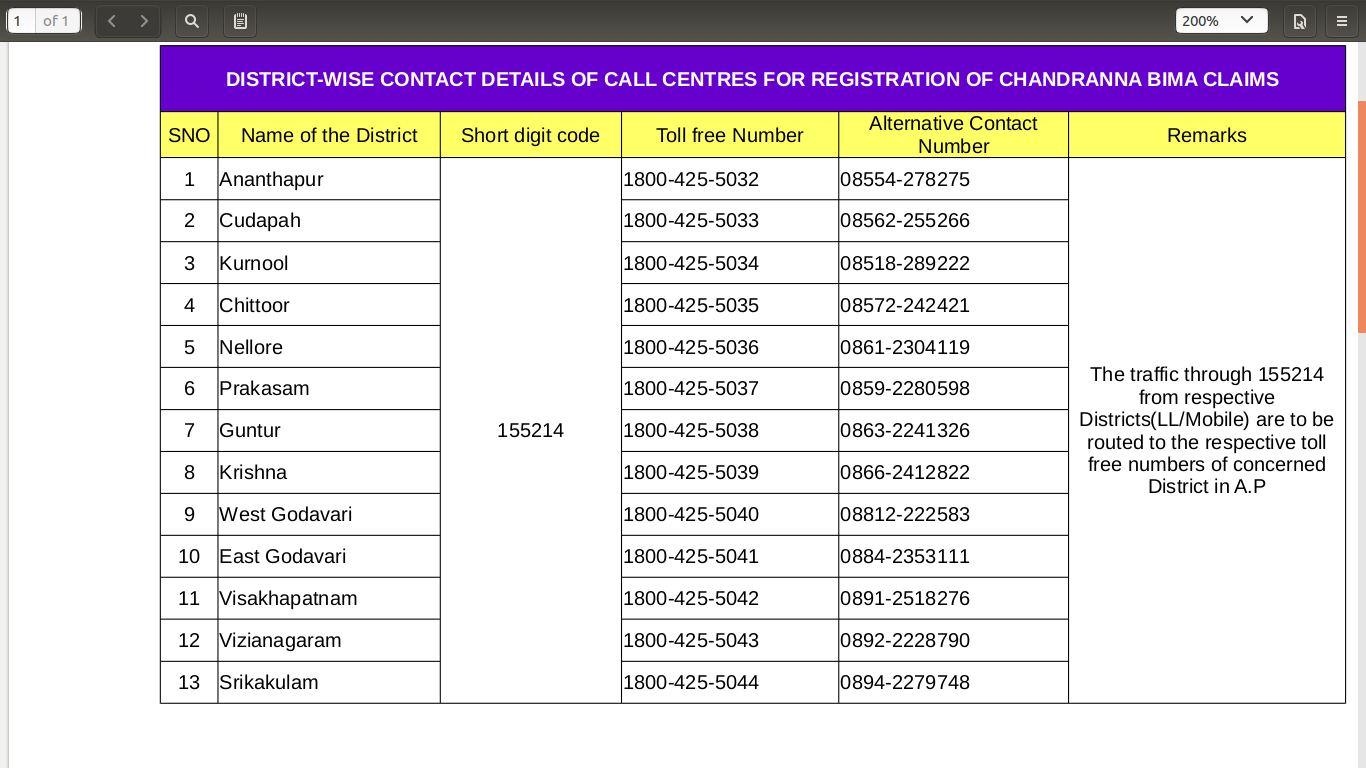 1 of 1 200%
DISTRICT-WISE CONTACT DETAILS OF CALL CENTRES FOR REGISTRATION OF CHANDRANNA BIMA CLAIMS
SNO Name of the District Short digit code Toll free Number Alternative Contact Number Remarks
1 Ananthapur 1800-425-5032 08554-278275
2 Cudapah 1800-425-5033 08562-255266
3 Kurnool 1800-425-5034 08518-289222
4 Chittoor 1800-425-5035 08572-242421
5 Nellore 1800-425-5036 0861-2304119
6 Prakasam 1800-425-5037 0859-2280598
7 Guntur 155214 1800-425-5038 0863-2241326
8 Krishna 1800-425-5039 0866-2412822
9 West Godavari 1800-425-5040 08812-222583
10 East Godavari 1800-425-5041 0884-2353111
11 Visakhapatnam 1800-425-5042 0891-2518276
12 Vizianagaram 1800-425-5043 0892-2228790
13 Srikakulam 1800-425-5044 0894-2279748
The traffic through 155214
from respective
Districts(LL/Mobile) are to be
routed to the respective toll
free numbers of concerned
District in A.P